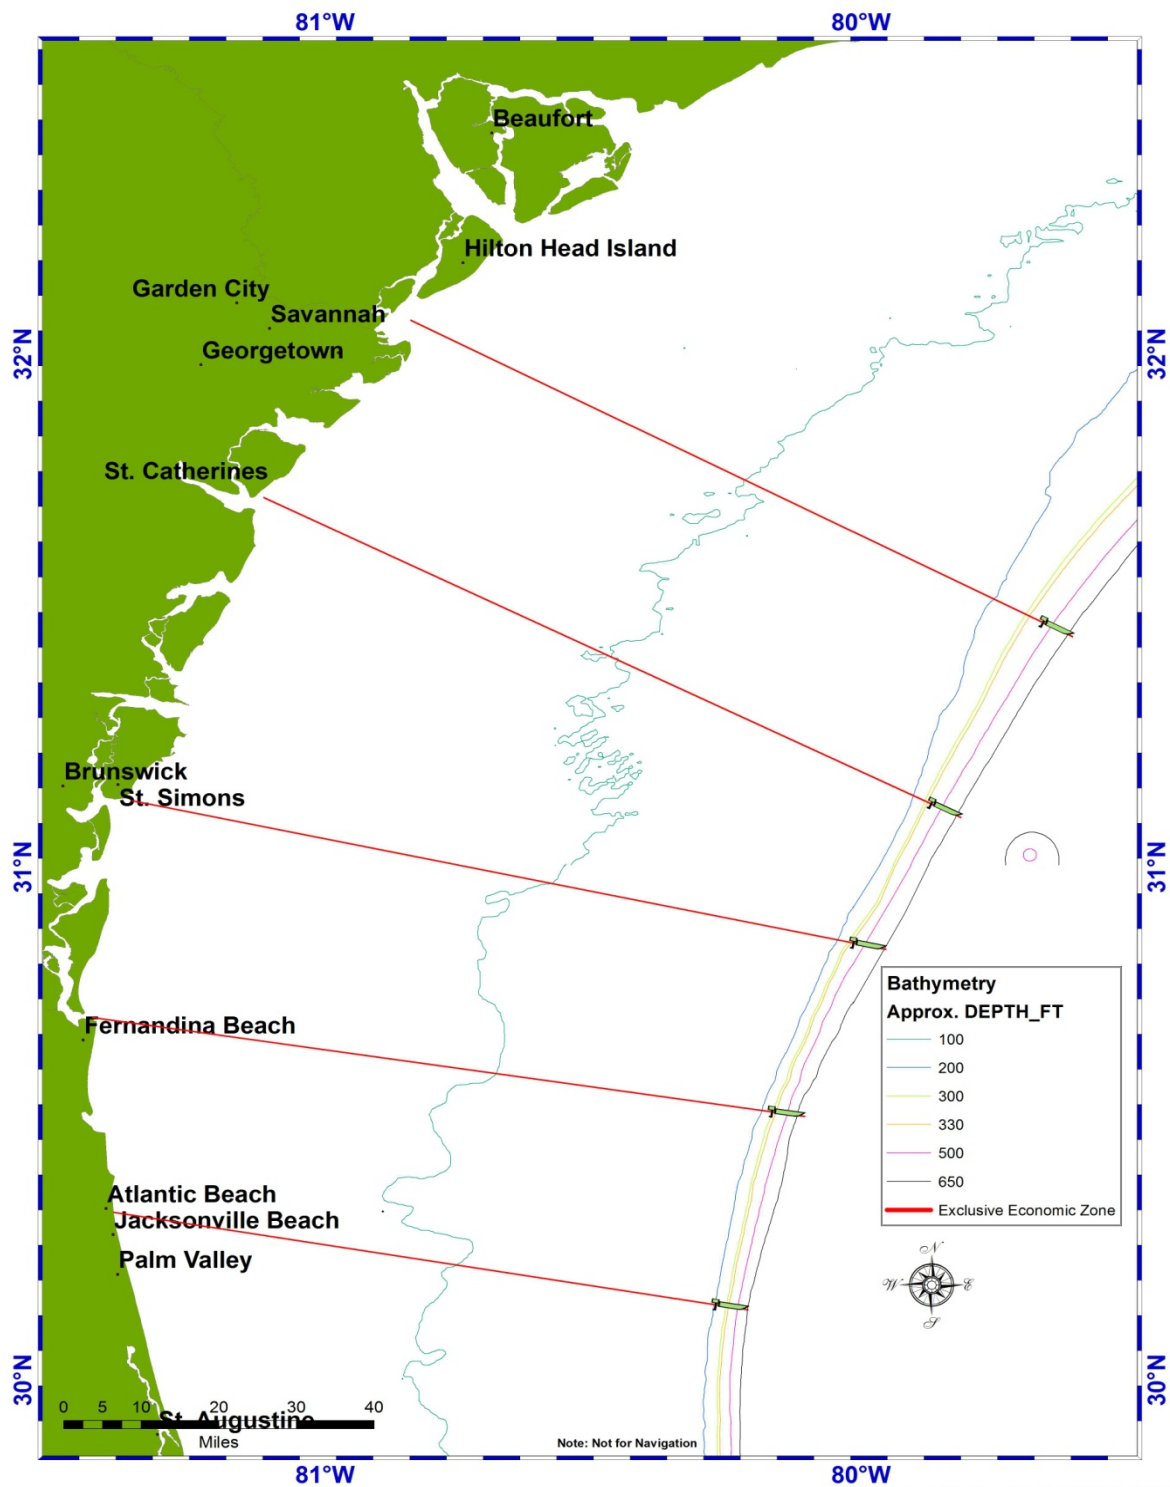 81°W 80°W
Beaufort
Hilton Head Island
Garden City
Savannah
Georgetown
32°N 32°N
St. Catherines
Brunswick
St. Simons
31°N 31°N
Bathymetry
Approx. DEPTH_FT
100
200
300
330
500
650
Exclusive Economic Zone
Fernandina Beach
Atlantic Beach
Jacksonville Beach
Palm Valley
N
W E
S
30°N 30°N
0 5 10 20 30 40
St. Augustine
Miles
Note: Not for Navigation
81°W 80°W